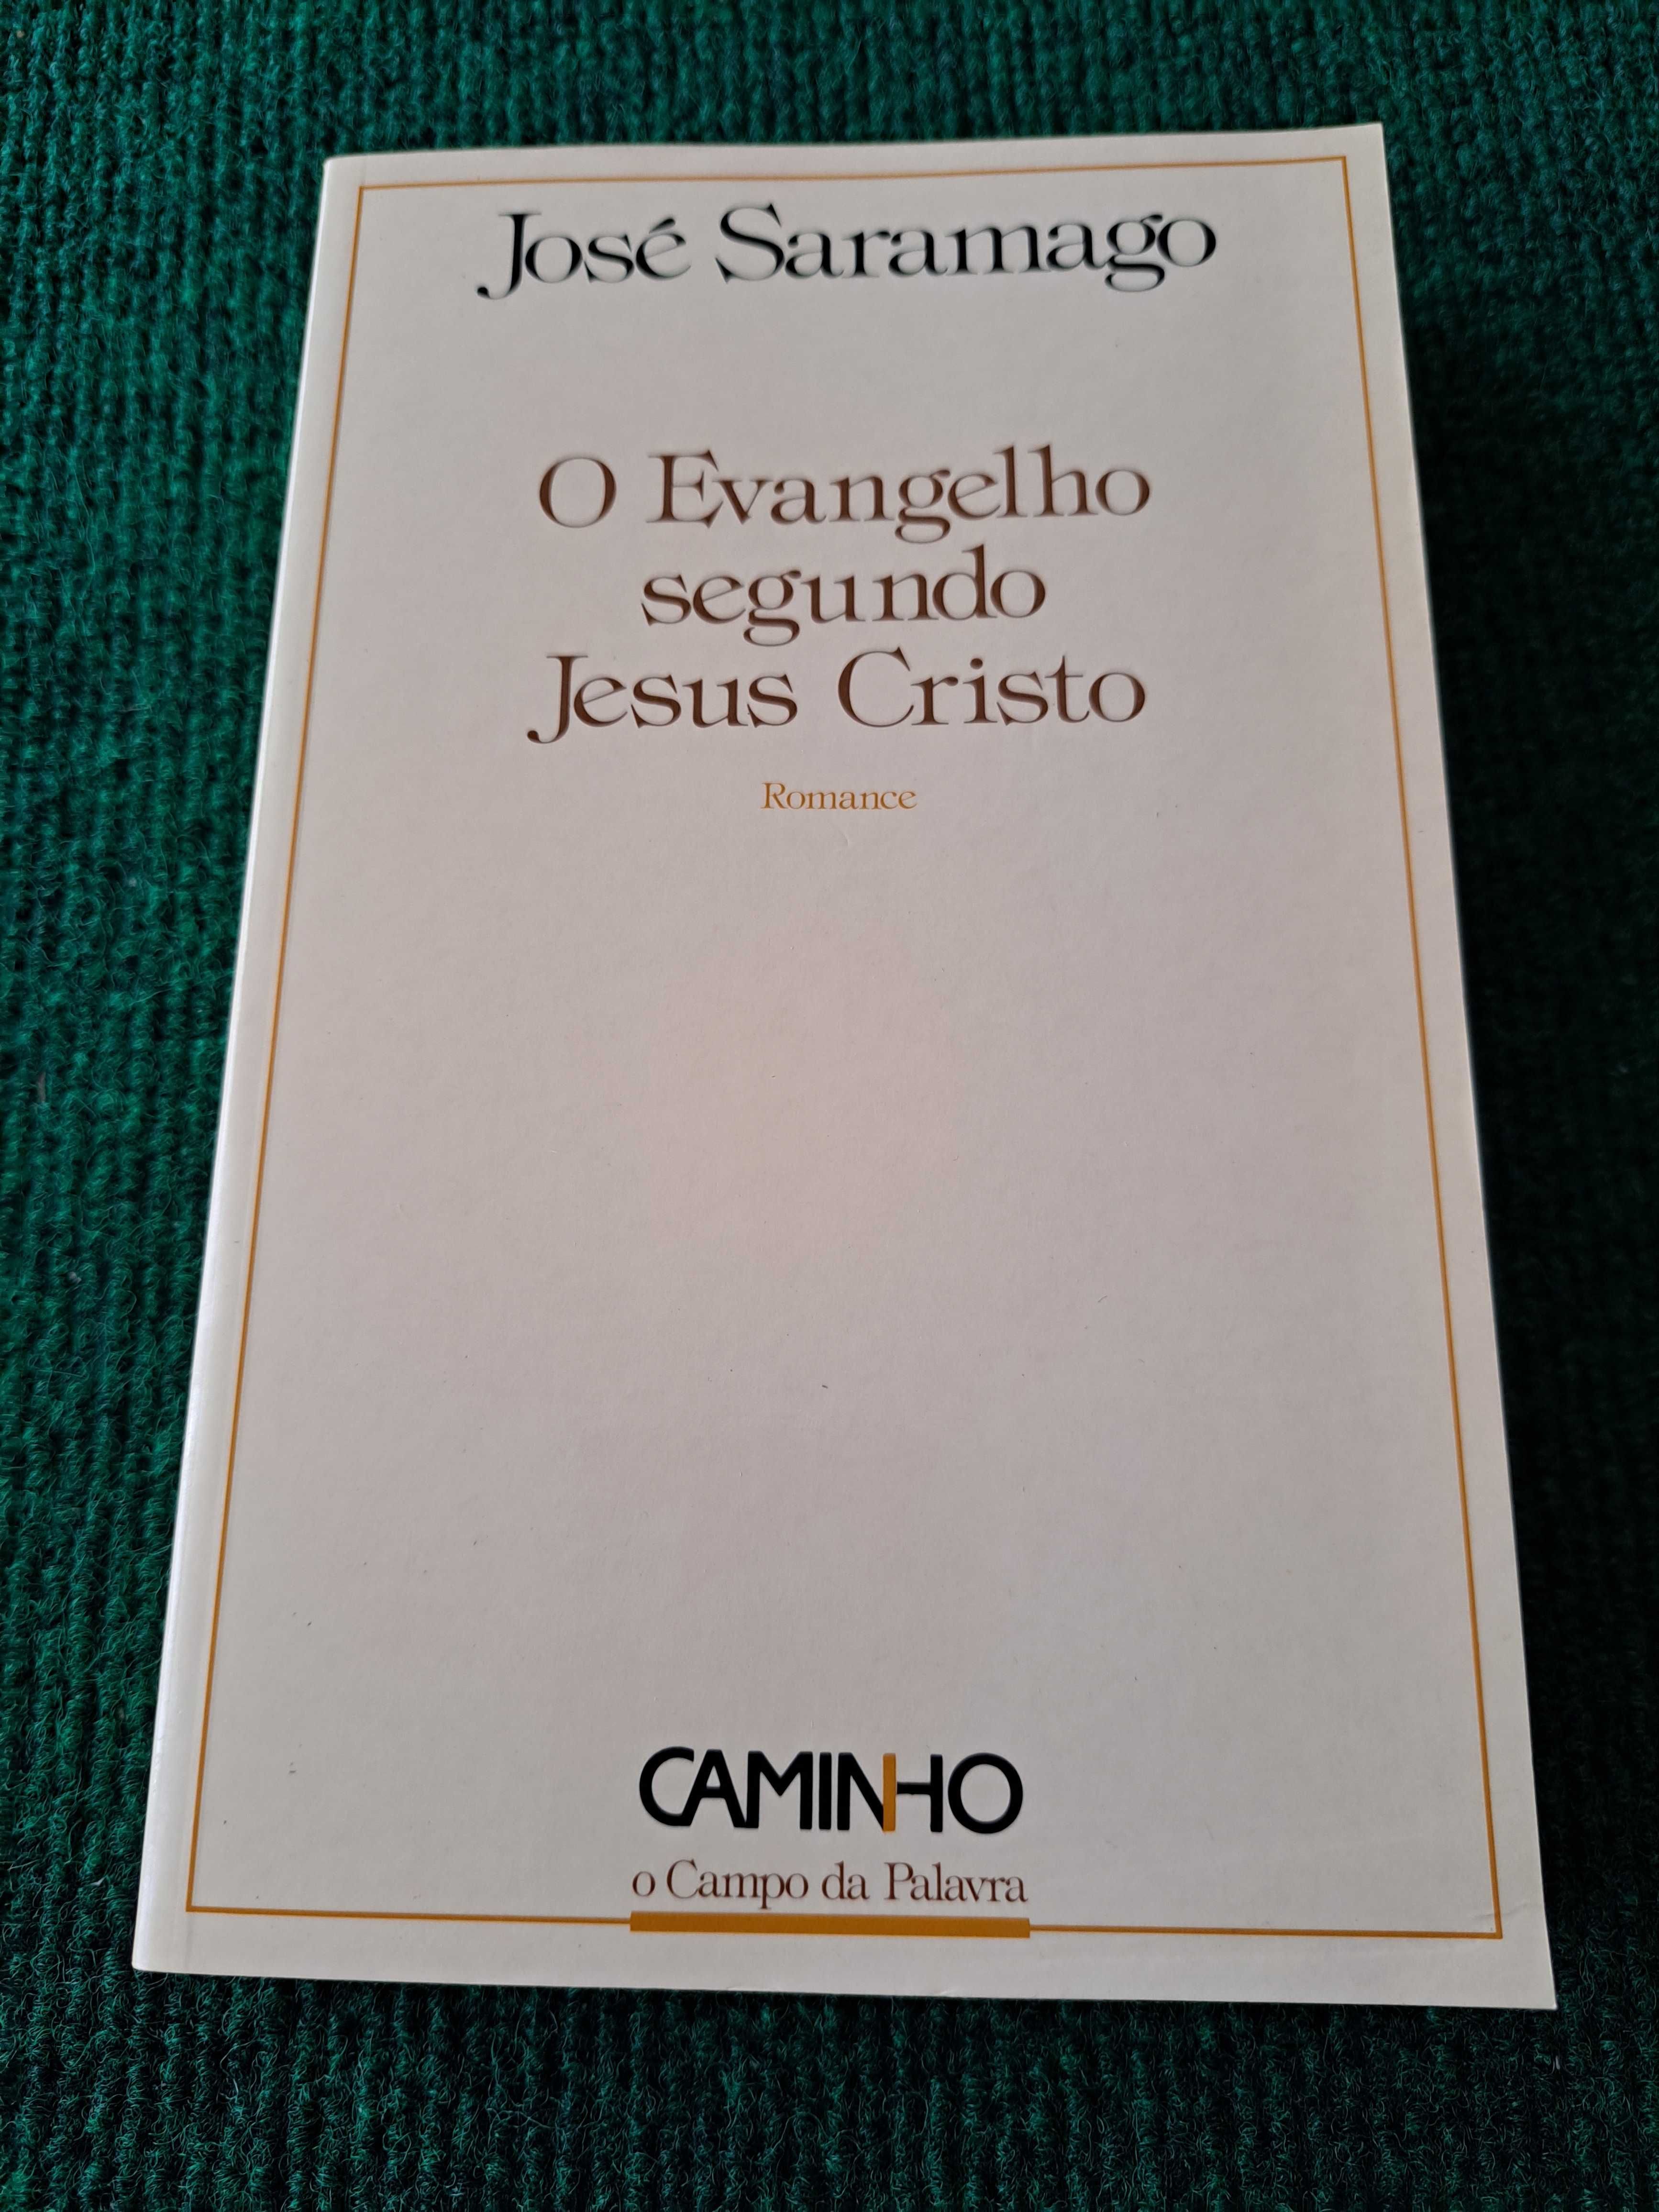 José Saramago
O Evangelho
segundo
Jesus Cristo
Romance
CAMINHO
o Campo da Palavra